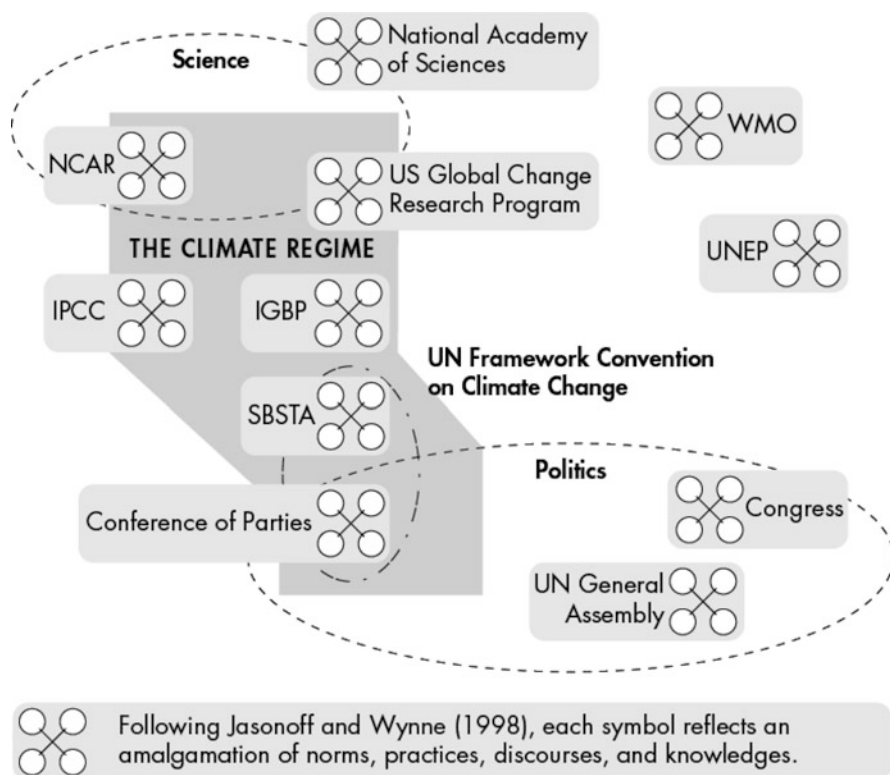 Science
National Academy
of Sciences
WMO
NCAR
US Global Change
Research Program
THE CLIMATE REGIME
UNEP
IPCC
IGBP
UN Framework Convention
on Climate Change
SBSTA
Politics
Conference of Parties
Congress
UN General
Assembly
Following Jasonoff and Wynne (1998), each symbol reflects an
amalgamation of norms, practices, discourses, and knowledges.